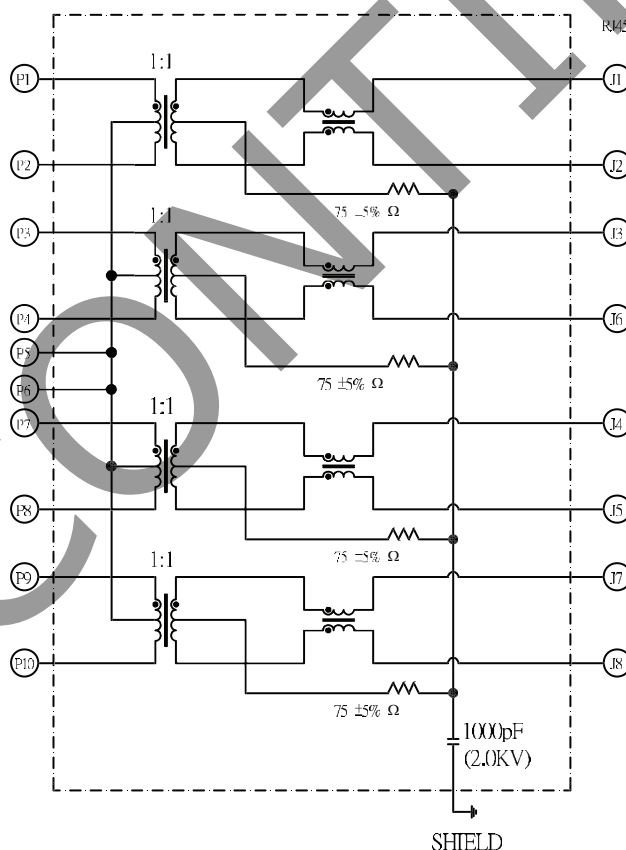 RJ45
1:1
P1
J1
P2
J2
75 ±5% Ω
1:1
P3
J3
P4
J6
P5
75 ±5% Ω
P6
1:1
P7
J4
P8
J5
75 ±5% Ω
1:1
P9
J7
P10
J8
75 ±5% Ω
1000pF
(2.0KV)
SHIELD